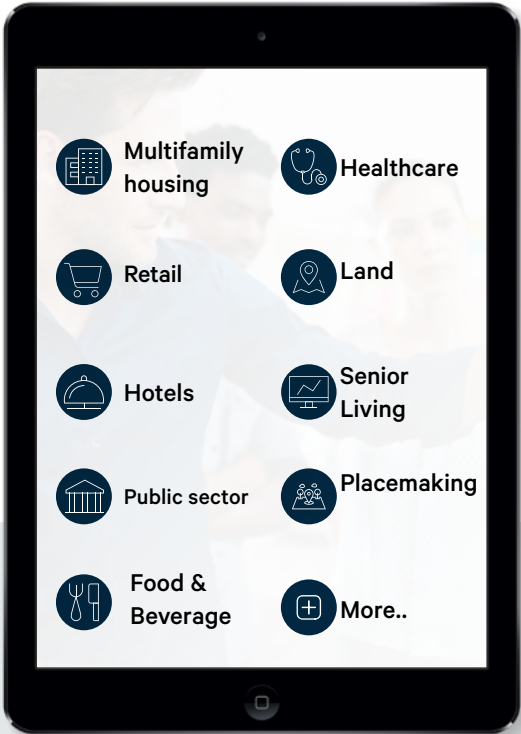 Multifamily
housing
Healthcare
Retail
Land
Hotels
Senior
Living
Public sector
Placemaking
Food &
Beverage
More..